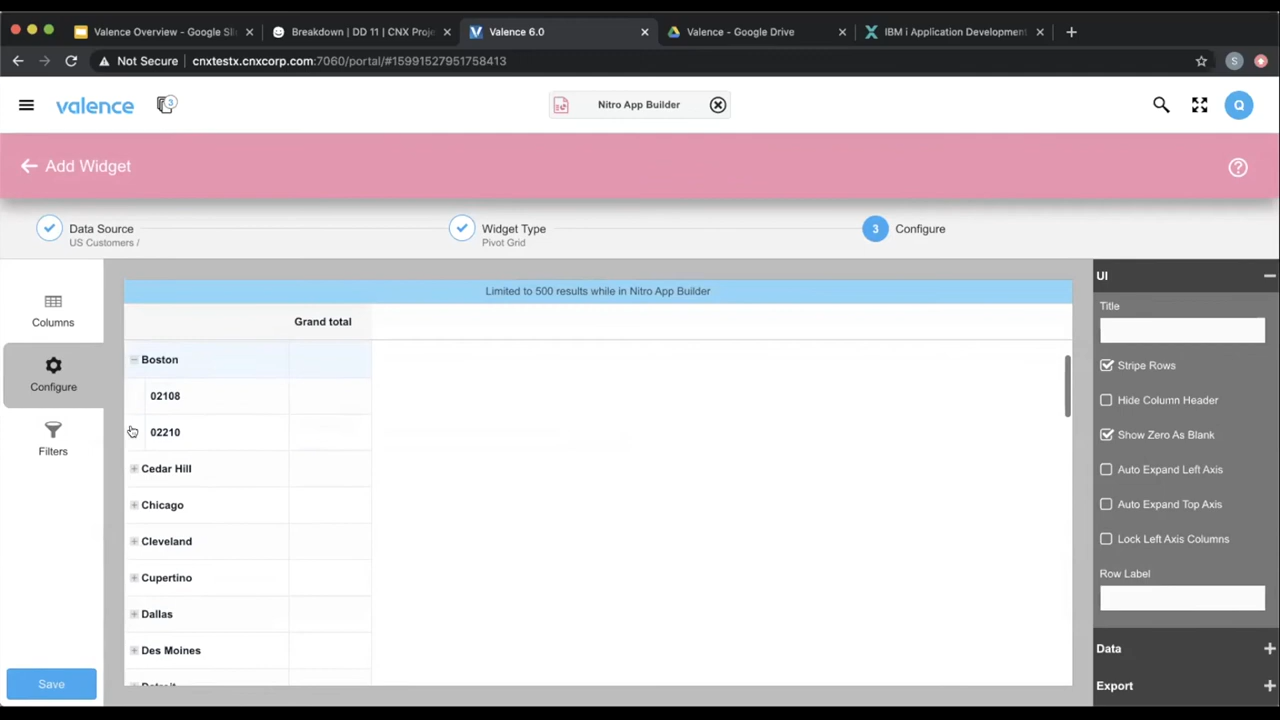 Valence Overview - Google Sli
Breakdown | DD 11 | CNX Proje
Valence 6.0
Valence - Google Drive
IBM i Application Development
Not Secure
cnxtestx.cnxcorp.com:7060/portal/#15991527951758413
S
valence
3
Nitro App Builder
Q
Add Widget
Data Source
US Customers /
Widget Type
Pivot Grid
3
Configure
Columns
Configure
Filters
Save
Limited to 500 results while in Nitro App Builder
Grand total
Boston
02108
02210
Cedar Hill
Chicago
Cleveland
Cupertino
Dallas
Des Moines
Detroit
UI
Title
Stripe Rows
Hide Column Header
Show Zero As Blank
Auto Expand Left Axis
Auto Expand Top Axis
Lock Left Axis Columns
Row Label
Data
Export